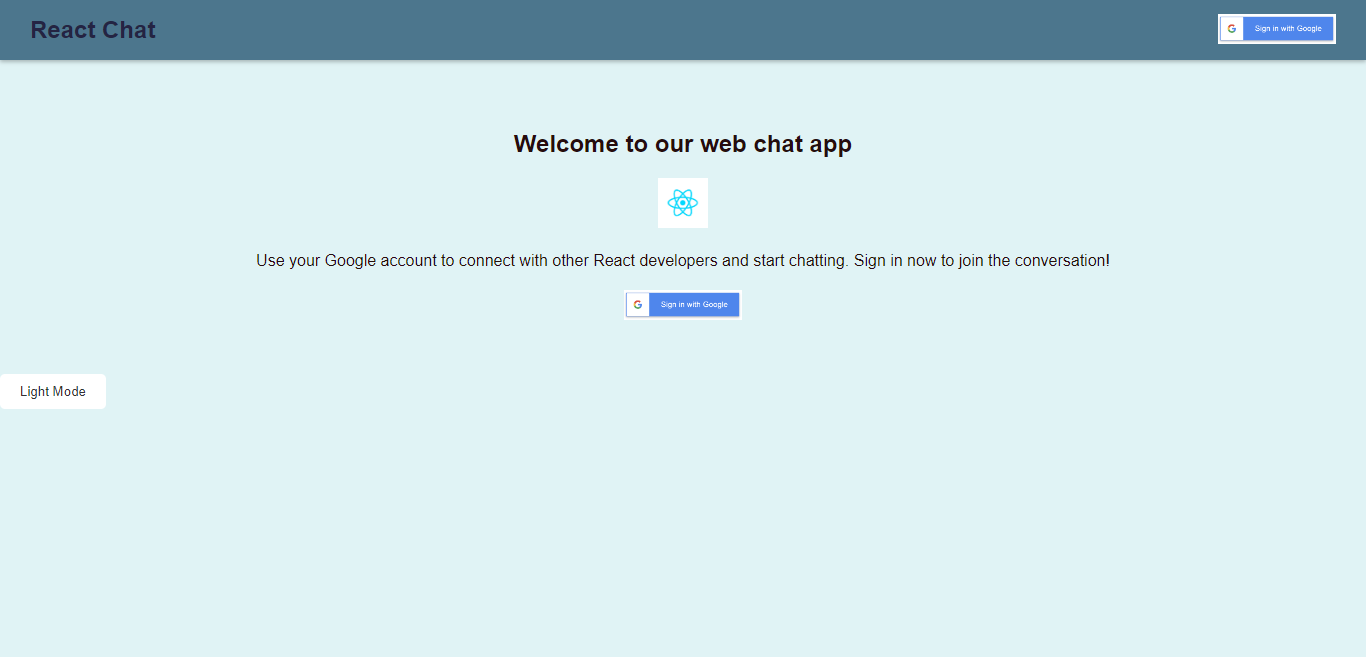 React Chat
Sign in with Google
Welcome to our web chat app
Use your Google account to connect with other React developers and start chatting. Sign in now to join the conversation!
Sign in with Google
Light Mode